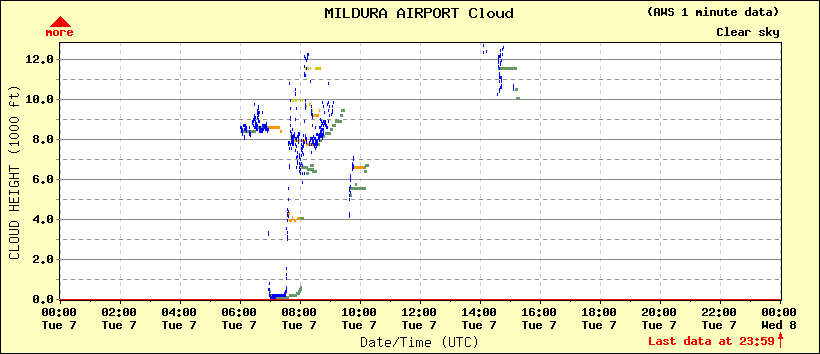 MILDURA AIRPORT Cloud
(AWS 1 minute data)
more
Clear sky
12.0
10.0
8.0
6.0
4.0
2.0
0.0
CLOUD HEIGHT (1000 ft)
00:00 02:00 04:00 06:00 08:00 10:00 12:00 14:00 16:00 18:00 20:00 22:00 00:00
Tue 7 Tue 7 Tue 7 Tue 7 Tue 7 Tue 7 Tue 7 Tue 7 Tue 7 Tue 7 Tue 7 Tue 7 Wed 8
Date/Time (UTC)
Last data at 23:59